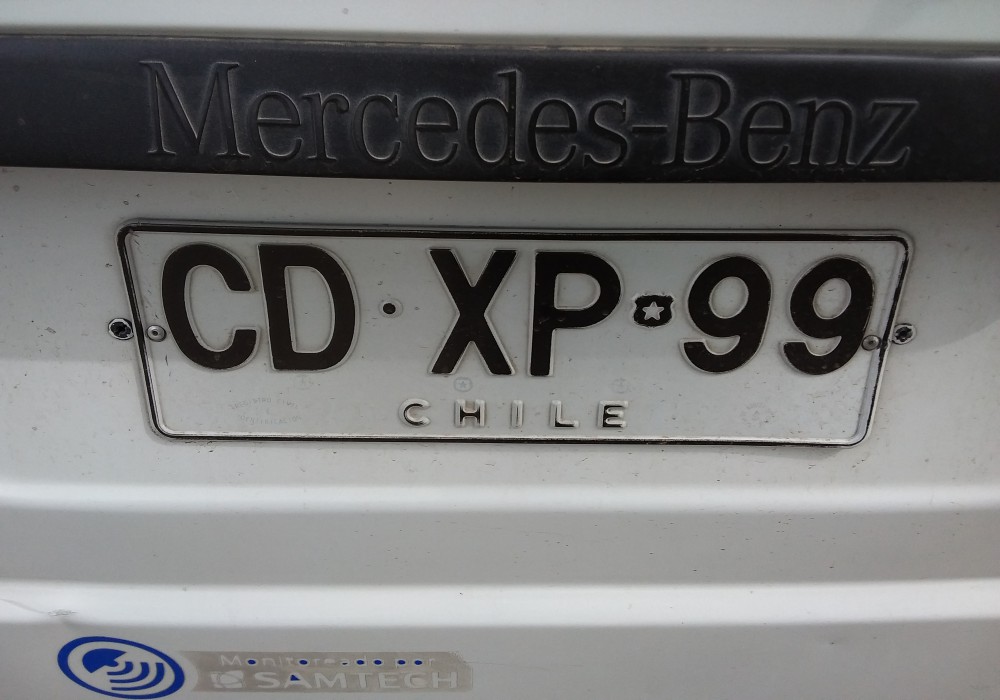 Mercedes-Benz
CD·XP·99
CHILE
Monitoreado por
SAMTECH